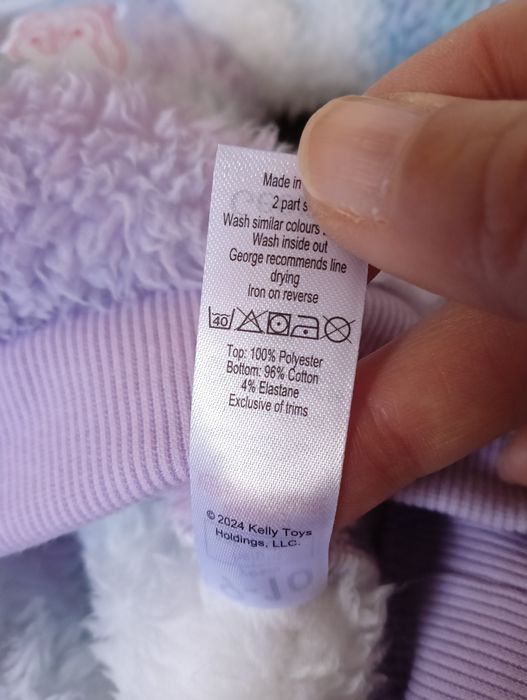 Made in
2 part
Wash similar colours
Wash inside out
George recommends line
drying
Iron on reverse
40
Top: 100% Polyester
Bottom: 96% Cotton
4% Elastane
Exclusive of trims
© 2024 Kelly Toys
Holdings, LLC.